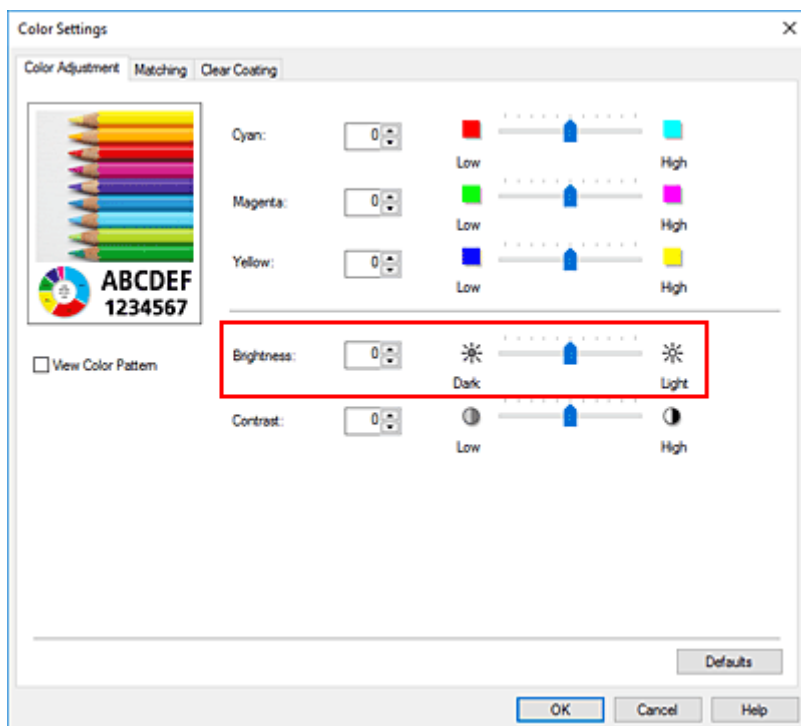 Color Settings
Color Adjustment Matching Clear Coating
Cyan: 0 Low High
Magenta: 0 Low High
Yellow: 0 Low High
ABCDEF
1234567
View Color Pattern
Brightness: 0 Dark Light
Contrast: 0 Low High
Defaults
OK Cancel Help